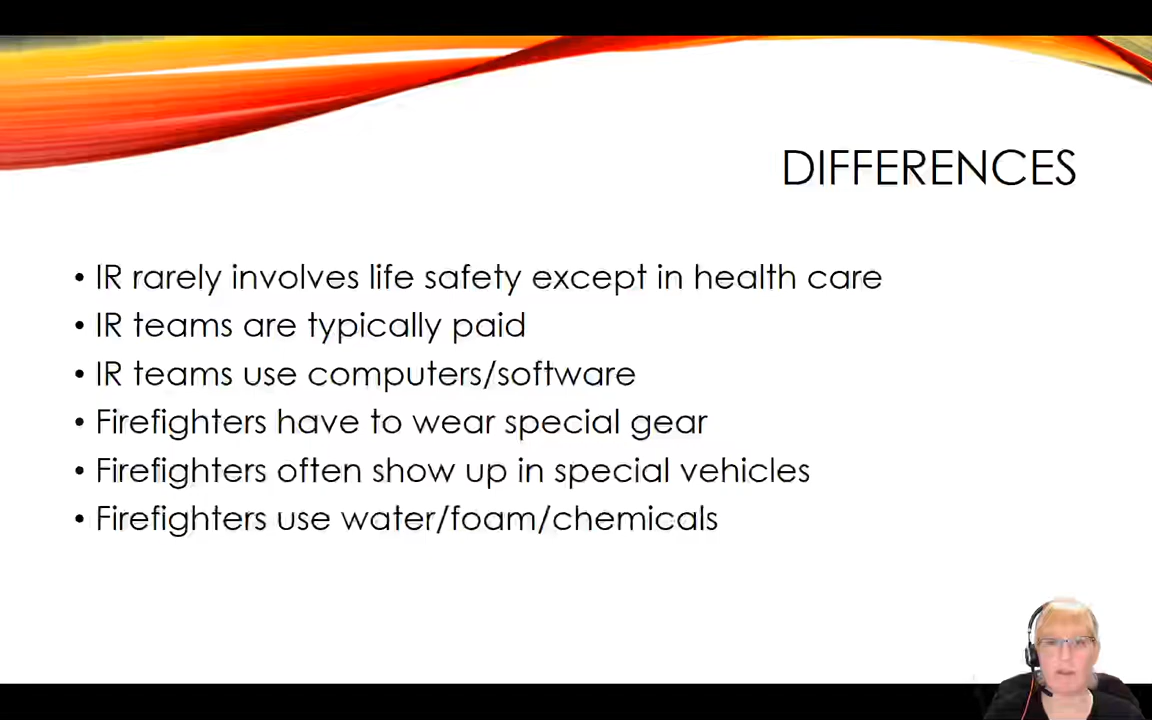 DIFFERENCES
• IR rarely involves life safety except in health care
• IR teams are typically paid
• IR teams use computers/software
• Firefighters have to wear special gear
• Firefighters often show up in special vehicles
• Firefighters use water/foam/chemicals